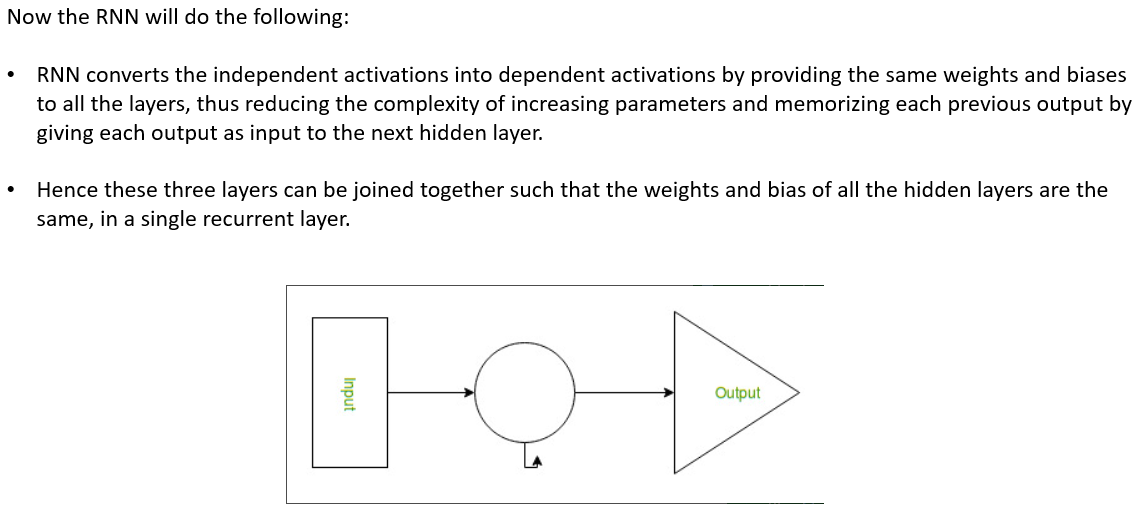 Now the RNN will do the following:
• RNN converts the independent activations into dependent activations by providing the same weights and biases
to all the layers, thus reducing the complexity of increasing parameters and memorizing each previous output by
giving each output as input to the next hidden layer.
• Hence these three layers can be joined together such that the weights and bias of all the hidden layers are the
same, in a single recurrent layer.
Input
Output